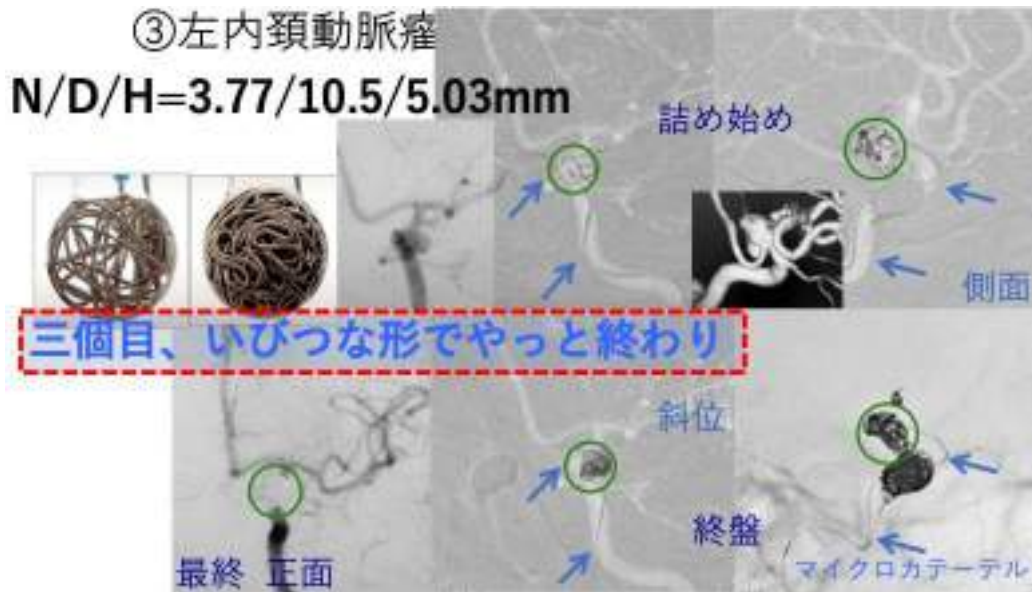 ③左内頚動脈瘤
N/D/H=3.77/10.5/5.03mm
詰め始め
側面
三個目、いびつな形でやっと終わり
斜位
終盤
最終 正面
マイクロカテーテル